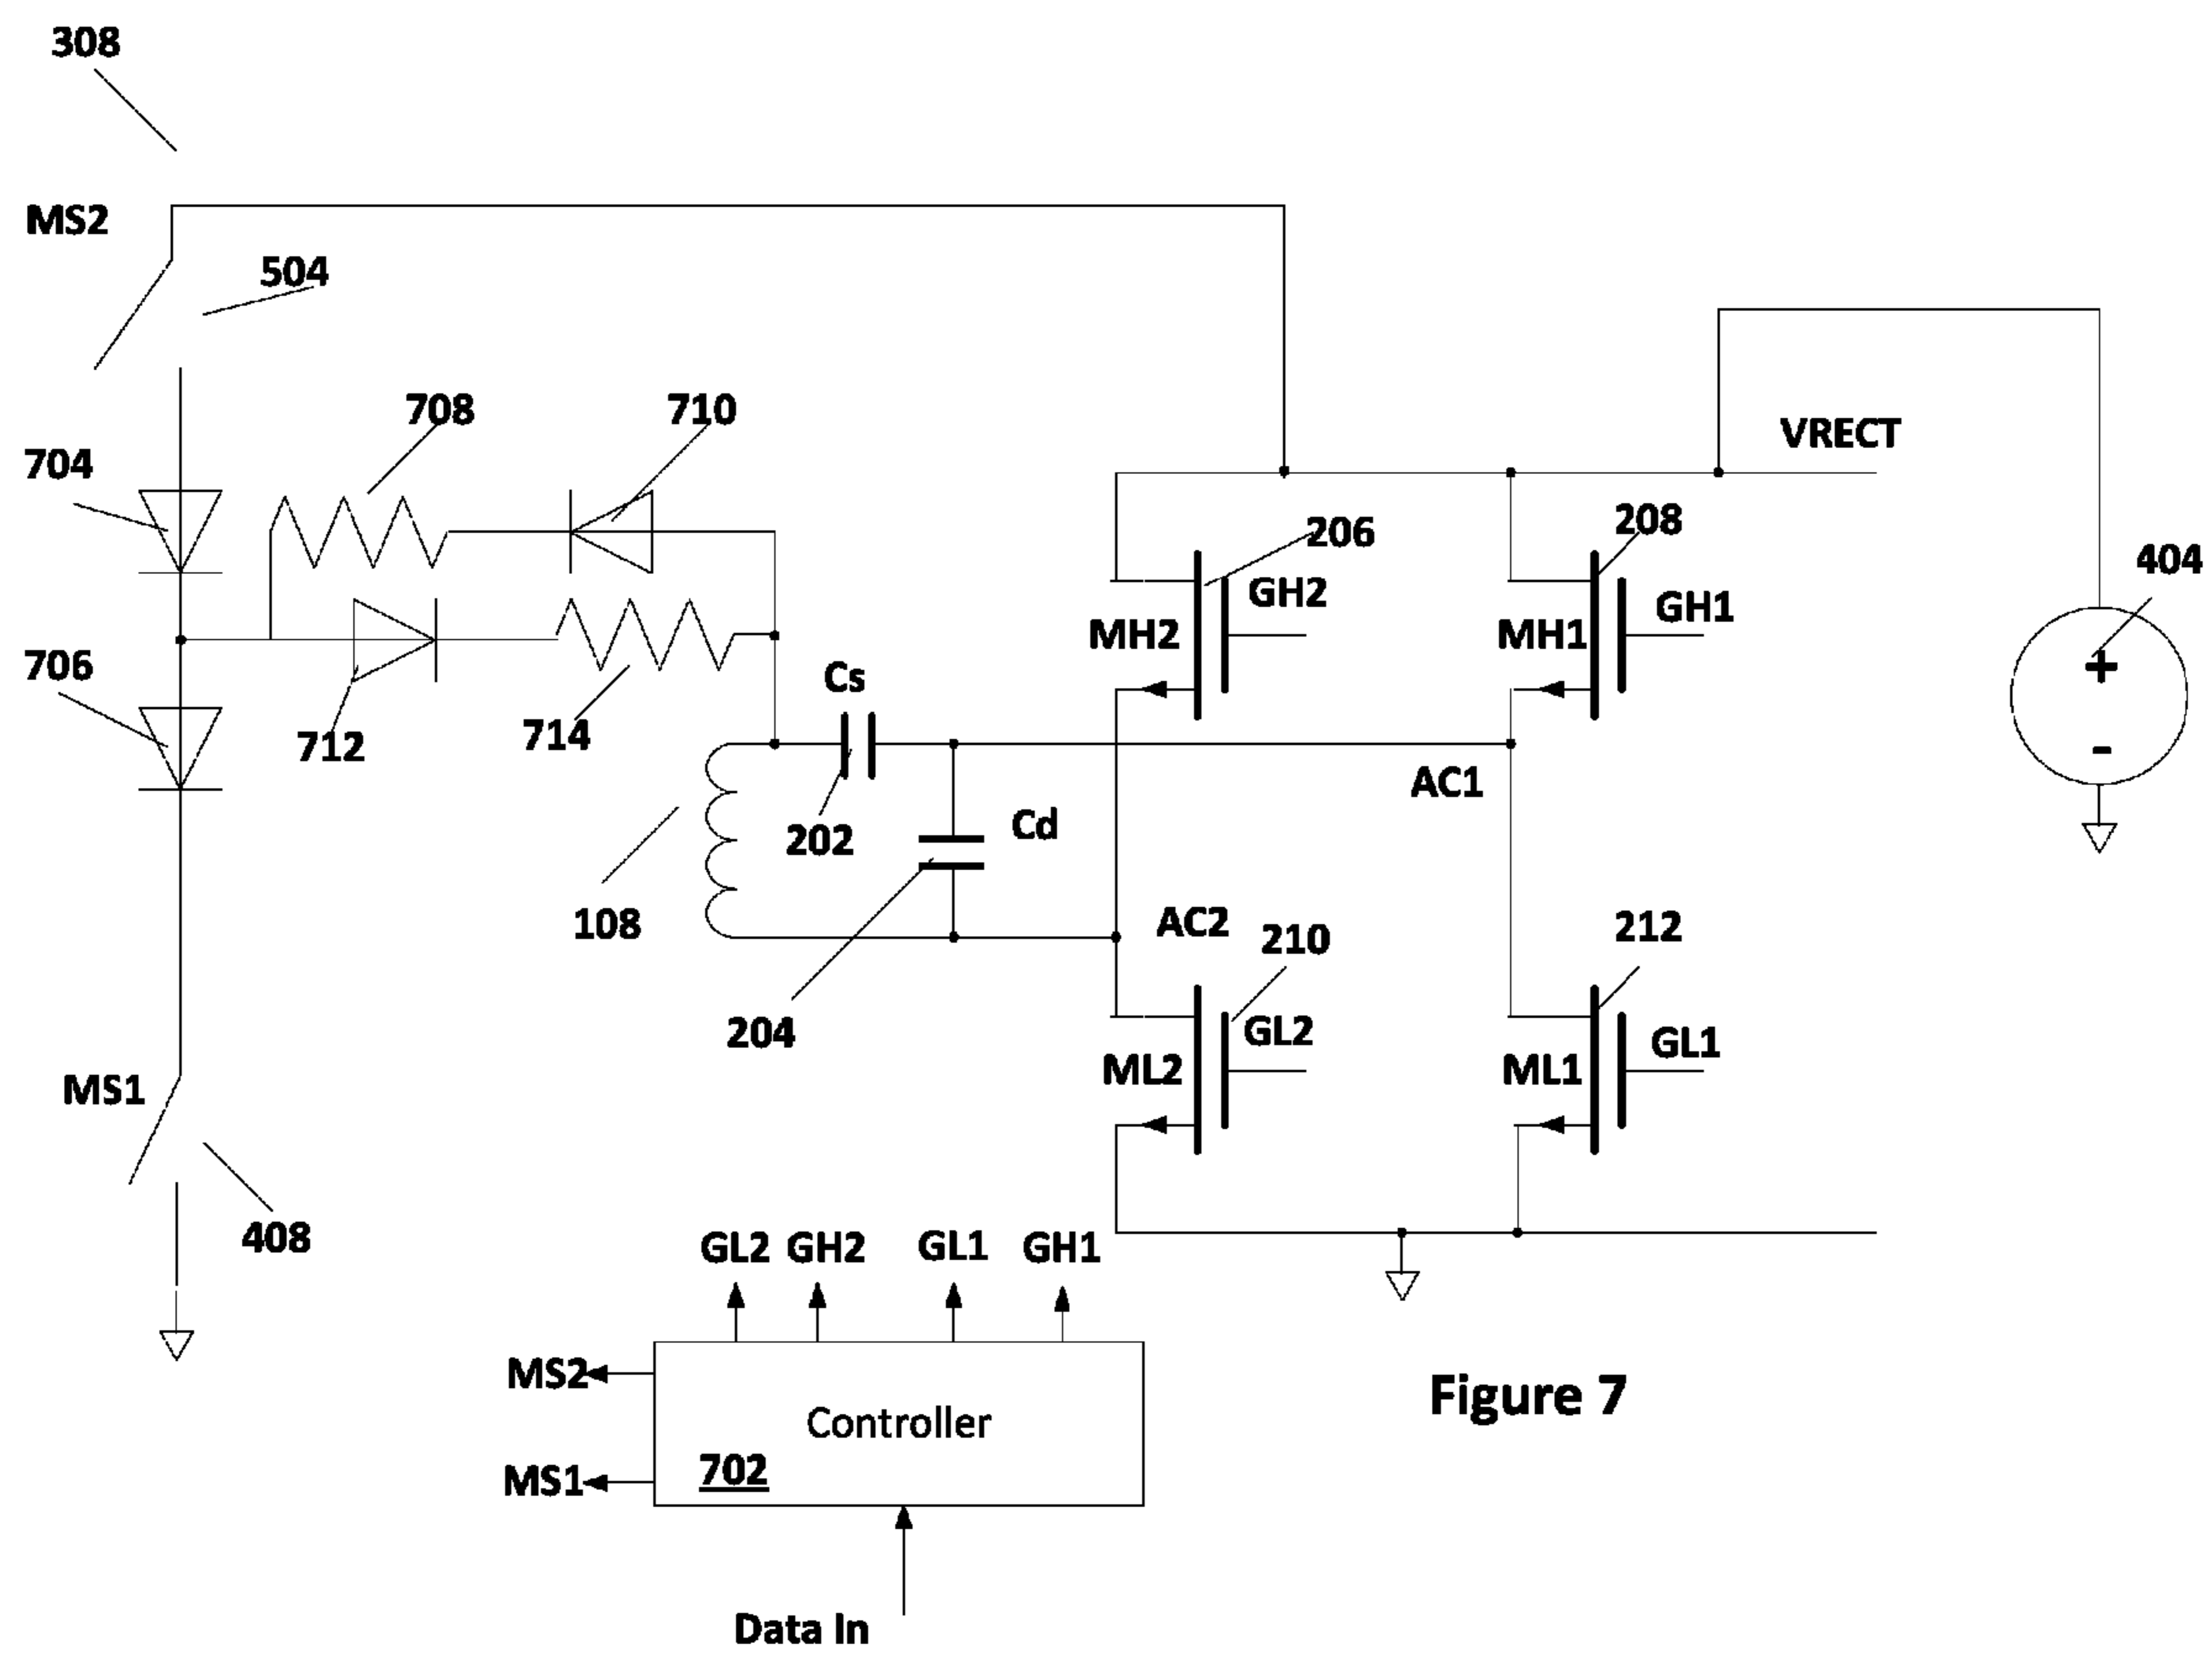 308
MS2
504
708
710
704
VRECT
206
208
404
GH2
GH1
MH2
MH1
706
Cs
712
714
+
-
AC1
202
Cd
108
AC2
210
212
204
GL2
GL1
ML2
ML1
MS1
408
GL2 GH2 GL1 GH1
MS2
Controller
MS1
702
Figure 7
Data In